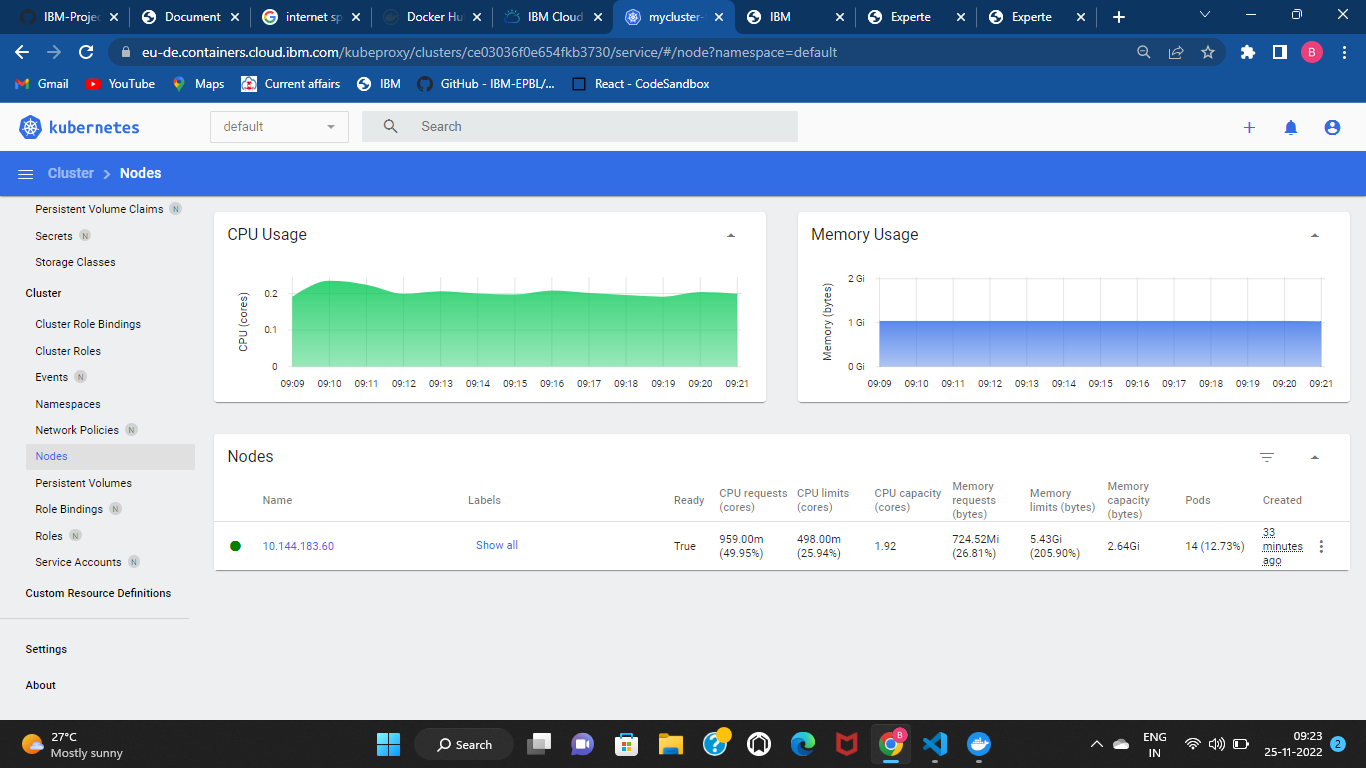 IBM-Projec
Document
internet sp
Docker Hu
IBM Cloud
mycluster-
IBM
Experte
Experte
eu-de.containers.cloud.ibm.com/kubeproxy/clusters/ce03036f0e654fkb3730/service/#/node?namespace=default
B
Gmail
YouTube
Maps
Current affairs
IBM
GitHub - IBM-EPBL/...
React - CodeSandbox
kubernetes
default
Search
Cluster
Nodes
Persistent Volume Claims N
Secrets N
Storage Classes
Cluster
Cluster Role Bindings
Cluster Roles
Events N
Namespaces
Network Policies N
Nodes
Persistent Volumes
Role Bindings N
Roles N
Service Accounts N
Custom Resource Definitions
Settings
About
CPU Usage
CPU (cores)
0.2
0.1
0
09:09 09:10 09:11 09:12 09:13 09:14 09:15 09:16 09:17 09:18 09:19 09:20 09:21
Memory Usage
Memory (bytes)
2 Gi
1 Gi
0 Gi
09:09 09:10 09:11 09:12 09:13 09:14 09:15 09:16 09:17 09:18 09:19 09:20 09:21
Nodes
Name
Labels
Ready
CPU requests
(cores)
CPU limits
(cores)
CPU capacity
(cores)
Memory
requests
(bytes)
Memory
limits (bytes)
Memory
capacity
(bytes)
Pods
Created
10.144.183.60
Show all
True
959.00m
(49.95%)
498.00m
(25.94%)
1.92
724.52Mi
(26.81%)
5.43Gi
(205.90%)
2.64Gi
14 (12.73%)
33
minutes
ago
27°C
Mostly sunny
Search
B
ENG
IN
09:23
25-11-2022
2